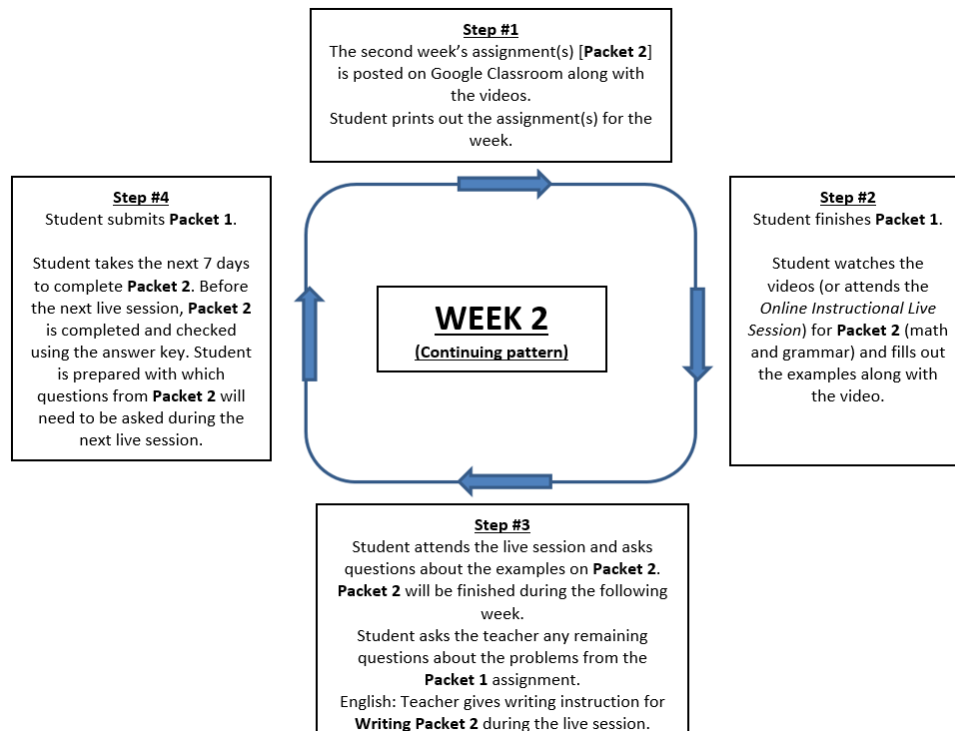 Step #1
The second week's assignment(s) [Packet 2]
is posted on Google Classroom along with
the videos.
Student prints out the assignment(s) for the
week.
Step #2
Student finishes Packet 1.
Student watches the
videos (or attends the
Online Instructional Live
Session) for Packet 2 (math
and grammar) and fills out
the examples along with
the video.
Step #3
Student attends the live session and asks
questions about the examples on Packet 2.
Packet 2 will be finished during the following
week.
Student asks the teacher any remaining
questions about the problems from the
Packet 1 assignment.
English: Teacher gives writing instruction for
Writing Packet 2 during the live session.
Step #4
Student submits Packet 1.
Student takes the next 7 days
to complete Packet 2. Before
the next live session, Packet 2
is completed and checked
using the answer key. Student
is prepared with which
questions from Packet 2 will
need to be asked during the
next live session.
WEEK 2
(Continuing pattern)